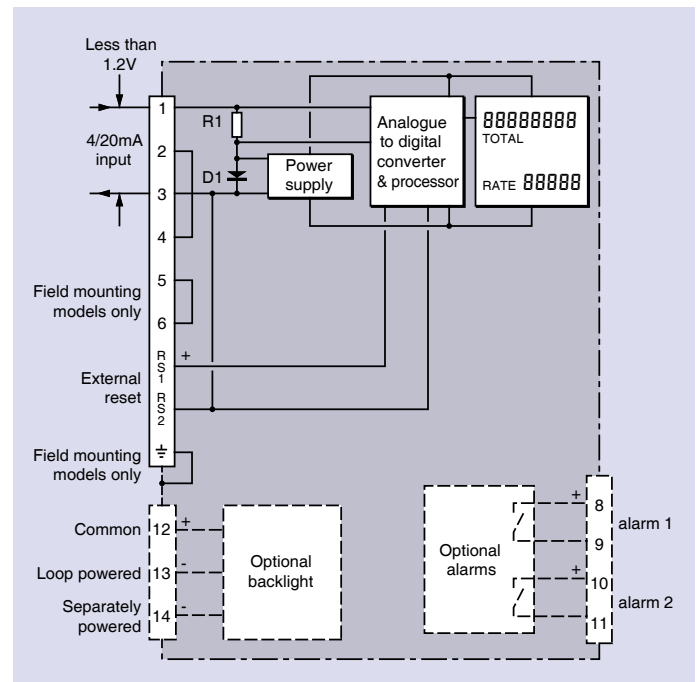 Less than
1.2V
1
R1
4/20mA
input
2
D1
3
4
Power
supply
Analogue
to digital
converter
& processor
88888888
TOTAL
RATE 88888
Field mounting
models only
5
6
External
reset
RS1 +
RS2
Field mounting
models only
Common
12 +
Loop powered
13 -
Separately
powered
14 -
Optional
backlight
Optional
alarms
+ 8
9
alarm 1
+ 10
11
alarm 2